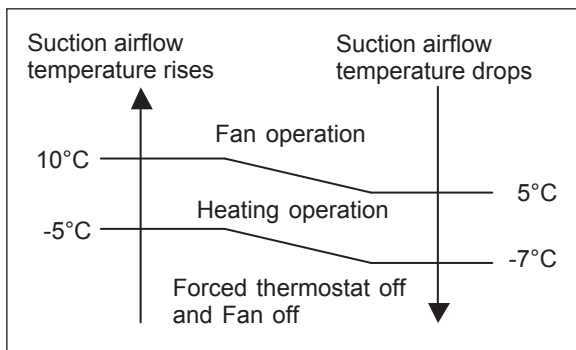 Suction airflow
temperature rises
Suction airflow
temperature drops
Fan operation
10°C
5°C
Heating operation
-5°C
-7°C
Forced thermostat off
and Fan off